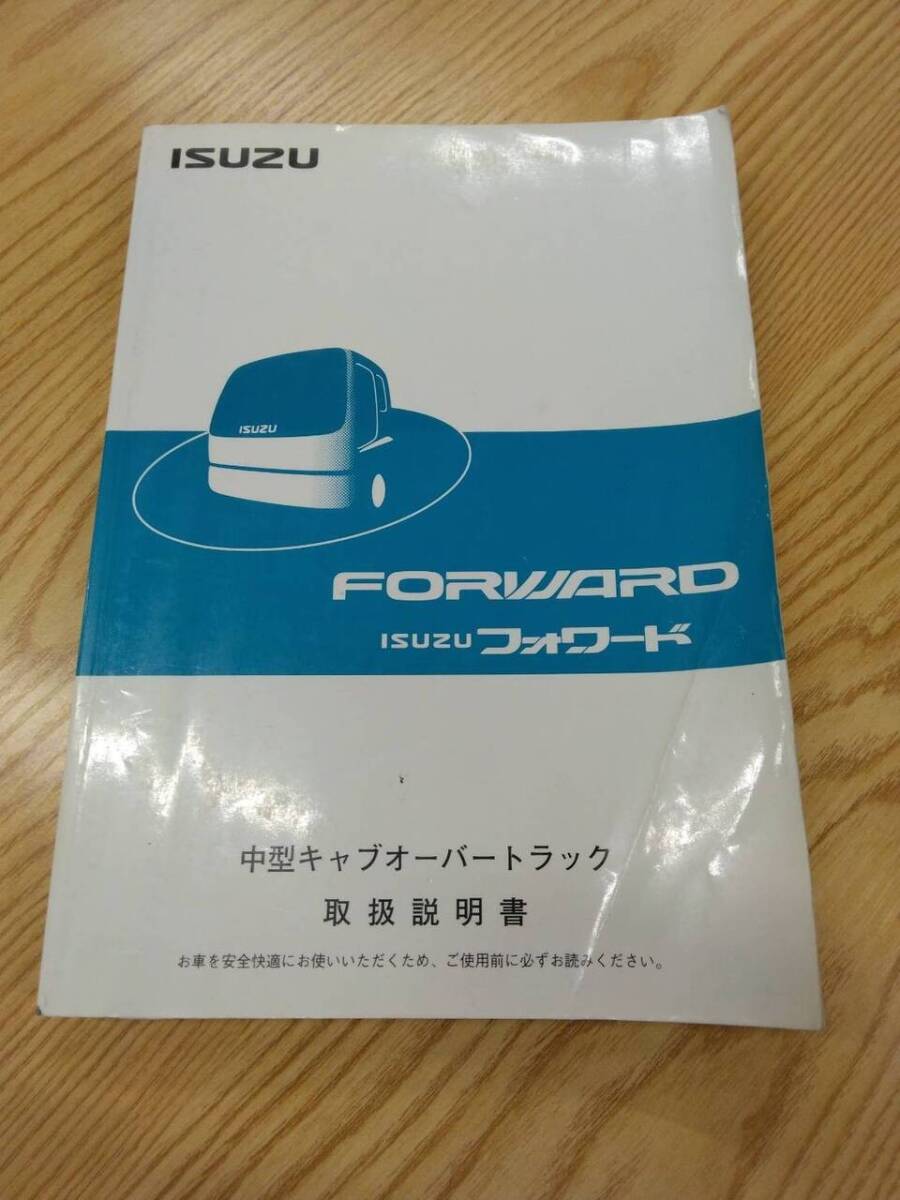 ISUZU
ISUZU
FORWARD
ISUZU フォワード
中型キャブオーバートラック
取扱説明書
お車を安全快適にお使いいただくため、ご使用前に必ずお読みください。